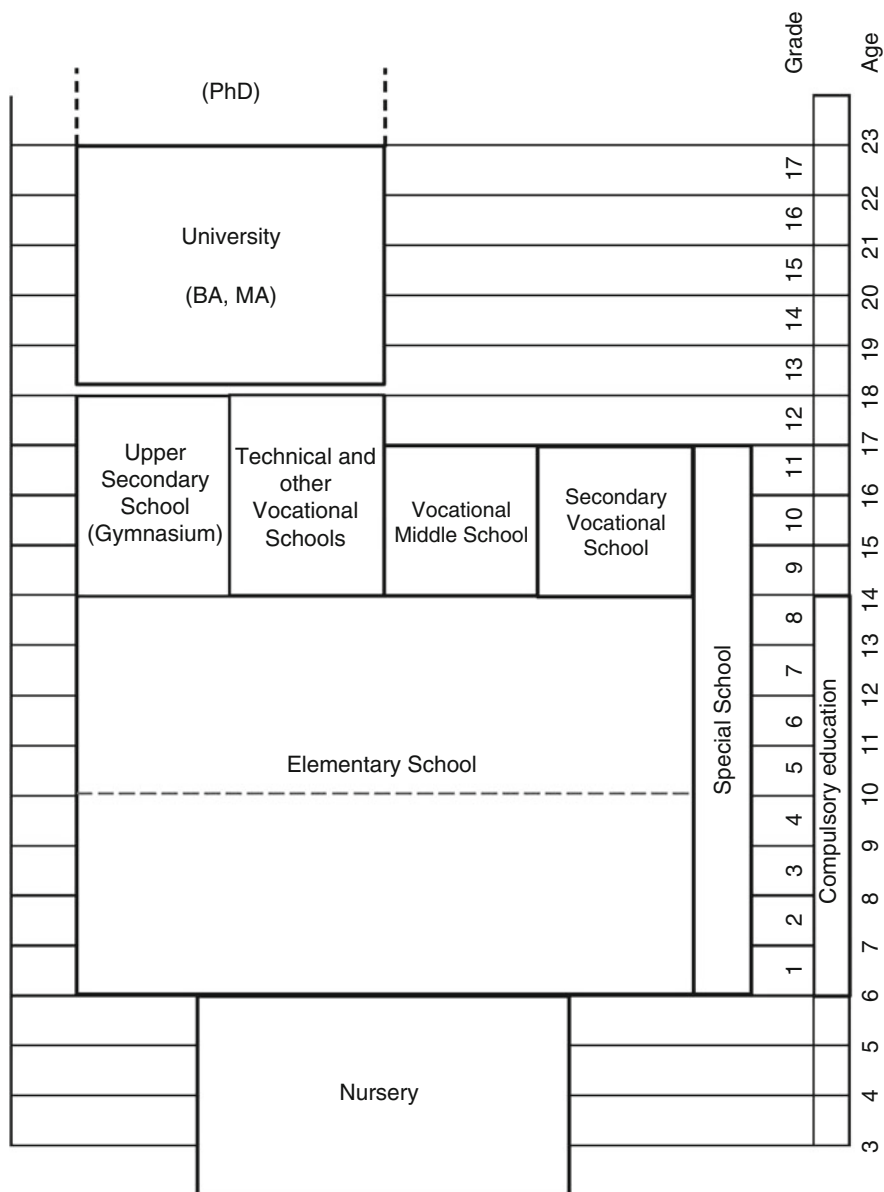 Grade
Age
(PhD)
University
(BA, MA)
Upper
Secondary
School
(Gymnasium)
Technical and
other
Vocational
Schools
Vocational
Middle School
Secondary
Vocational
School
Elementary School
Special School
Compulsory education
Nursery
17
16
15
14
13
12
11
10
9
8
7
6
5
4
3
2
1
23
22
21
20
19
18
17
16
15
14
13
12
11
10
9
8
7
6
5
4
3